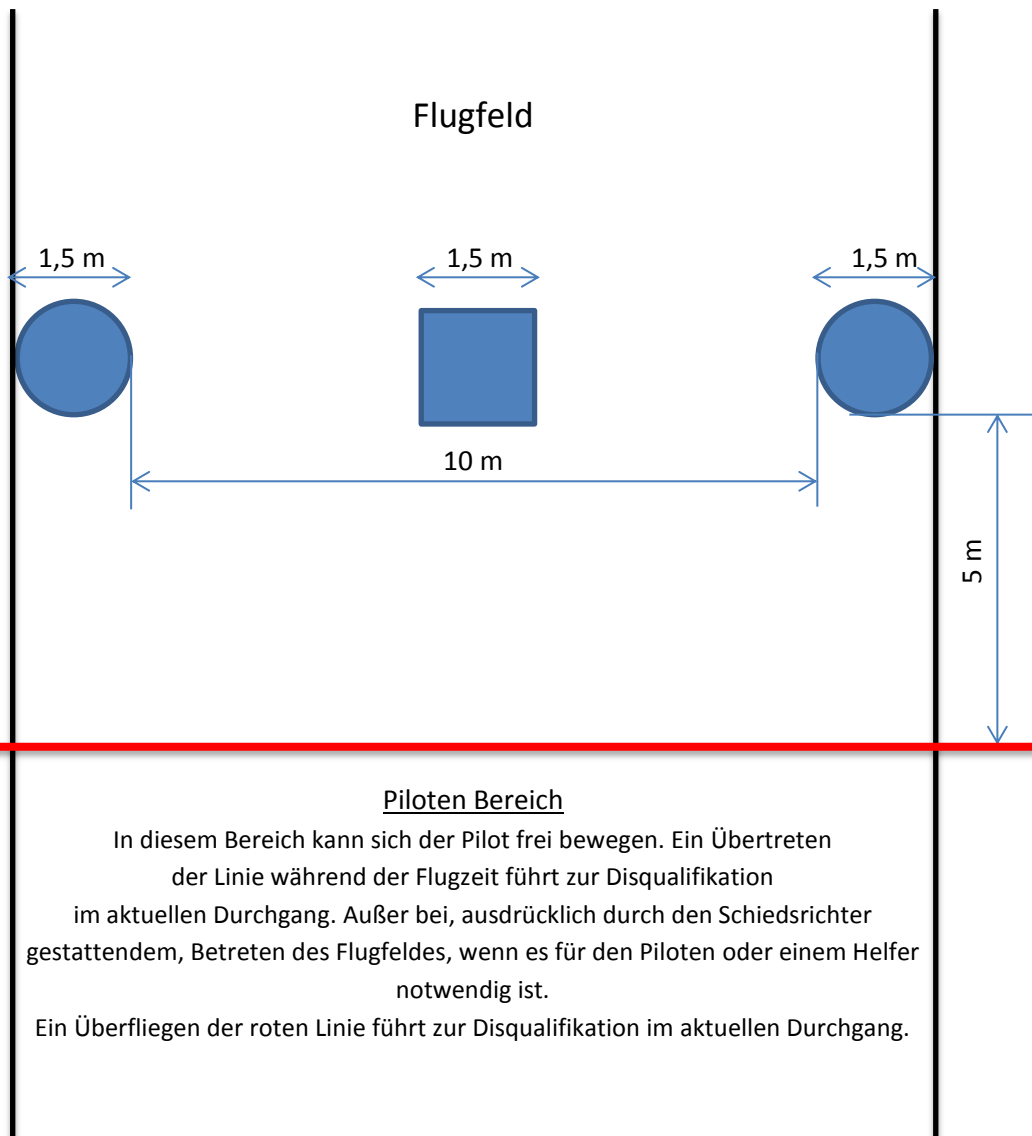 Flugfeld
1,5 m
1,5 m
1,5 m
10 m
5 m
Piloten Bereich
In diesem Bereich kann sich der Pilot frei bewegen. Ein Übertreten
der Linie während der Flugzeit führt zur Disqualifikation
im aktuellen Durchgang. Außer bei, ausdrücklich durch den Schiedsrichter
gestattendem, Betreten des Flugfeldes, wenn es für den Piloten oder einem Helfer
notwendig ist.
Ein Überfliegen der roten Linie führt zur Disqualifikation im aktuellen Durchgang.